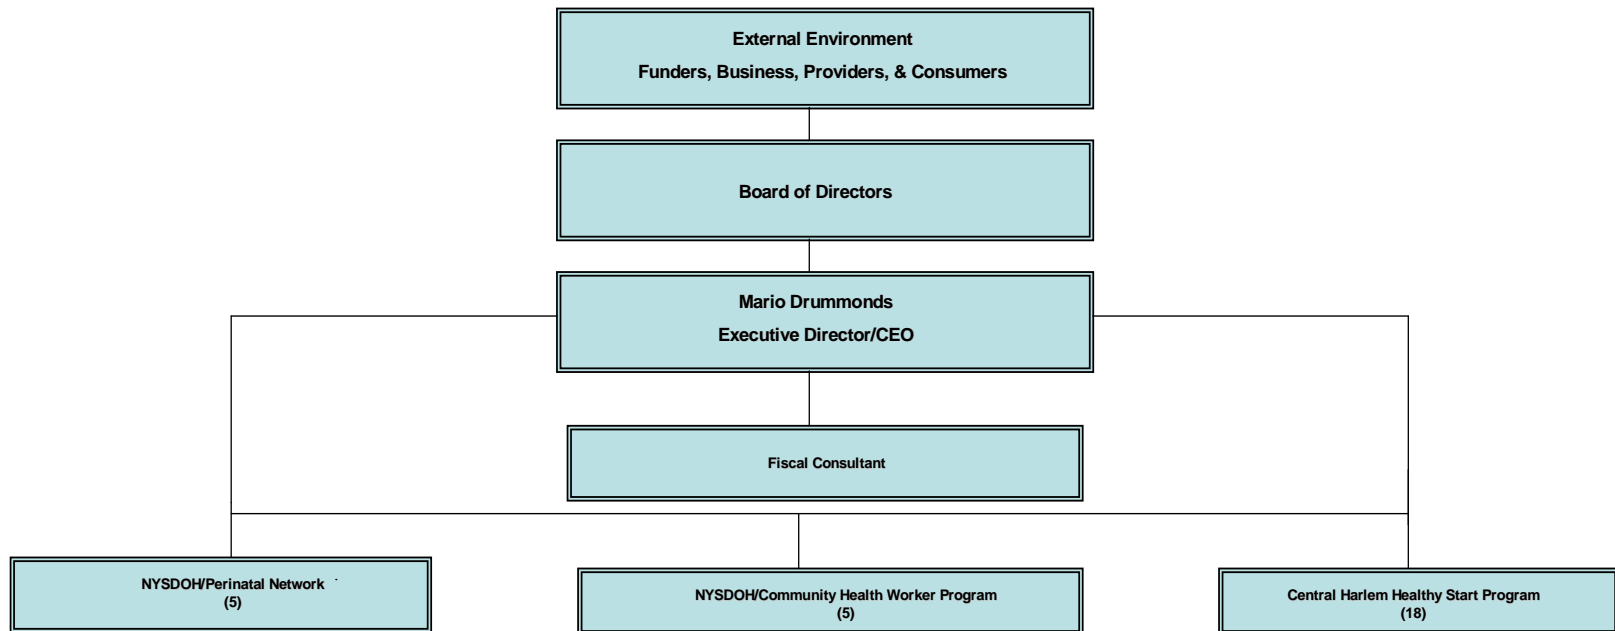 External Environment
Funders, Business, Providers, & Consumers
Board of Directors
Mario Drummonds
Executive Director/CEO
Fiscal Consultant
NYSDOH/Perinatal Network
(5)
NYSDOH/Community Health Worker Program
(5)
Central Harlem Healthy Start Program
(18)